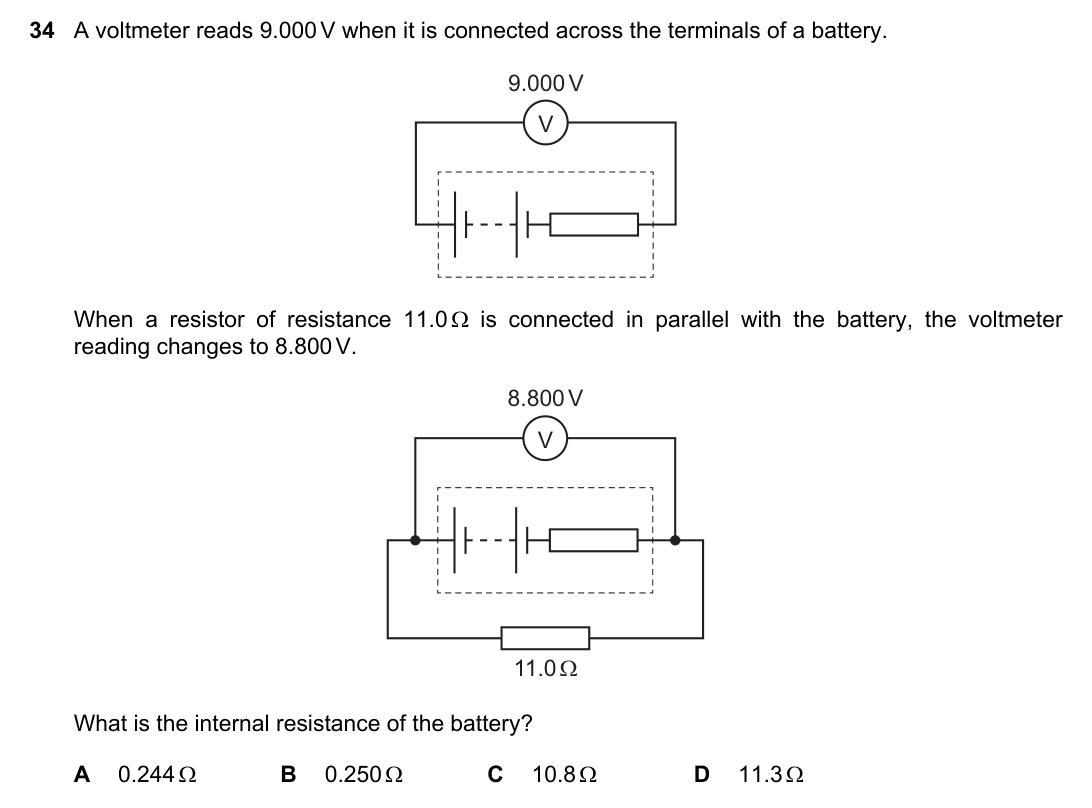 34 A voltmeter reads 9.000 V when it is connected across the terminals of a battery.
9.000 V
V
When a resistor of resistance 11.0 Ω is connected in parallel with the battery, the voltmeter
reading changes to 8.800 V.
8.800 V
V
11.0 Ω
What is the internal resistance of the battery?
A 0.244 Ω B 0.250 Ω C 10.8 Ω D 11.3 Ω